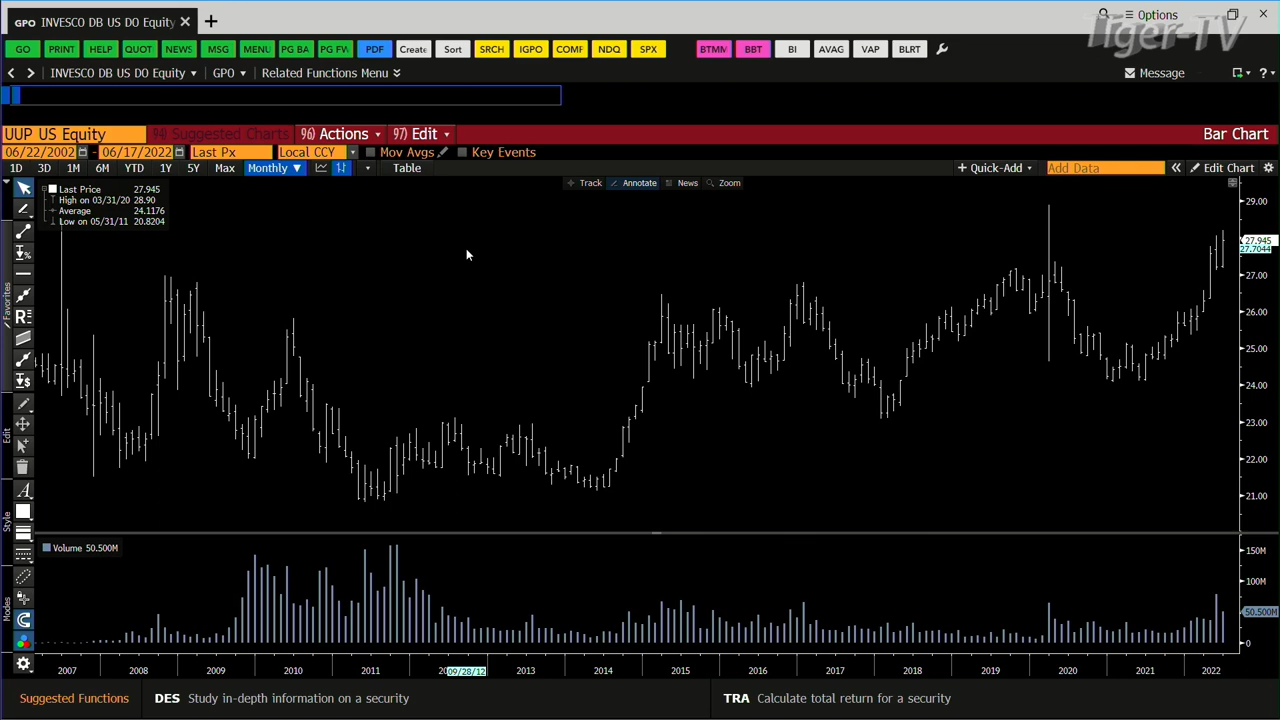 GPO INVESCO DB US DO Equity
Options
Tiger-TV
GO PRINT HELP QUOT NEWS MSG MENU PG BA PG FW PDF Create Sort SRCH IGPO COMF NDQ SPX BTMM BBT BI AVAG VAP BLRT
INVESCO DB US DO Equity GPO Related Functions Menu Message
UUP US Equity 94) Suggested Charts 96) Actions 97) Edit Bar Chart
06/22/2002 - 06/17/2022 Last Px Local CCY Mov Avgs Key Events
1D 3D 1M 6M YTD 1Y 5Y Max Monthly Table + Quick-Add Add Data Edit Chart
Track Annotate News Zoom
Last Price 27.945
High on 03/31/20 28.90
Average 24.1176
Low on 05/31/11 20.8204
29.00
27.945
27.7044
27.00
26.00
25.00
24.00
23.00
22.00
21.00
Favorites
Edit
Style
Modes
Volume 50.500M
150M
100M
50.500M
0
2007 2008 2009 2010 2011 09/28/12 2013 2014 2015 2016 2017 2018 2019 2020 2021 2022
Suggested Functions DES Study in-depth information on a security TRA Calculate total return for a security